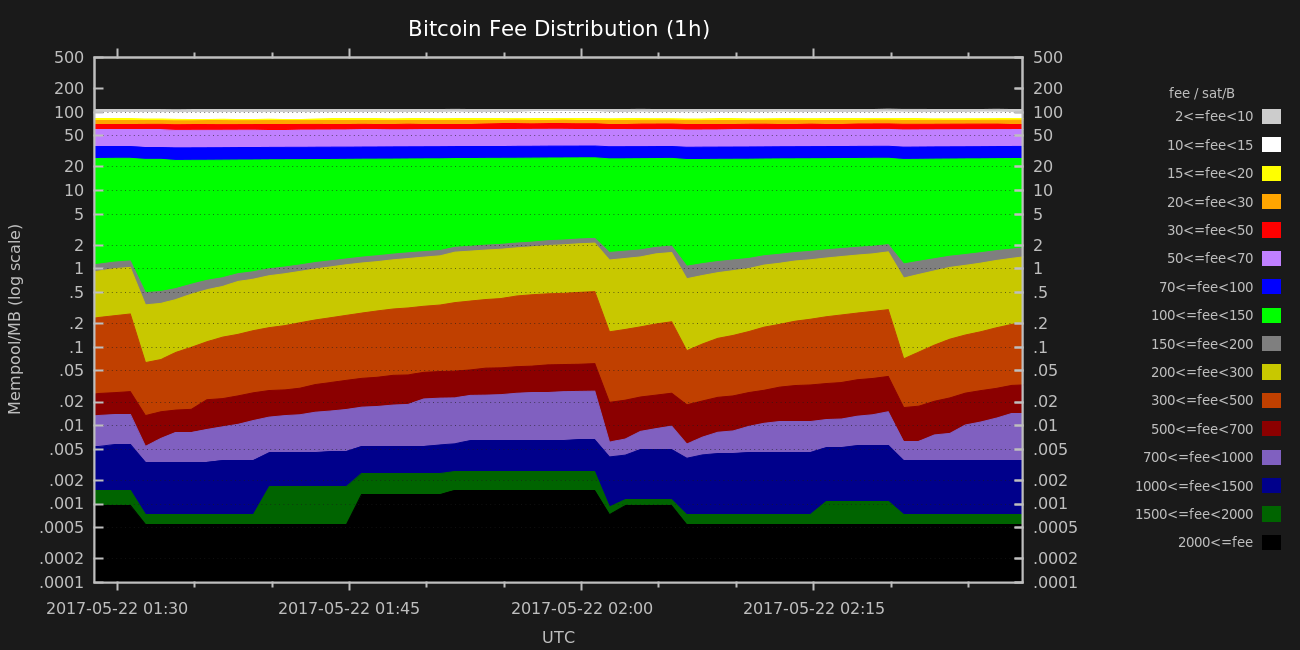 Bitcoin Fee Distribution (1h)
Mempool/MB (log scale)
500
200
100
50
20
10
5
2
1
.5
.2
.1
.05
.02
.01
.005
.002
.001
.0005
.0002
.0001
500
200
100
50
20
10
5
2
1
.5
.2
.1
.05
.02
.01
.005
.002
.001
.0005
.0002
.0001
2017-05-22 01:30
2017-05-22 01:45
2017-05-22 02:00
2017-05-22 02:15
UTC
fee / sat/B
2<=fee<10
10<=fee<15
15<=fee<20
20<=fee<30
30<=fee<50
50<=fee<70
70<=fee<100
100<=fee<150
150<=fee<200
200<=fee<300
300<=fee<500
500<=fee<700
700<=fee<1000
1000<=fee<1500
1500<=fee<2000
2000<=fee